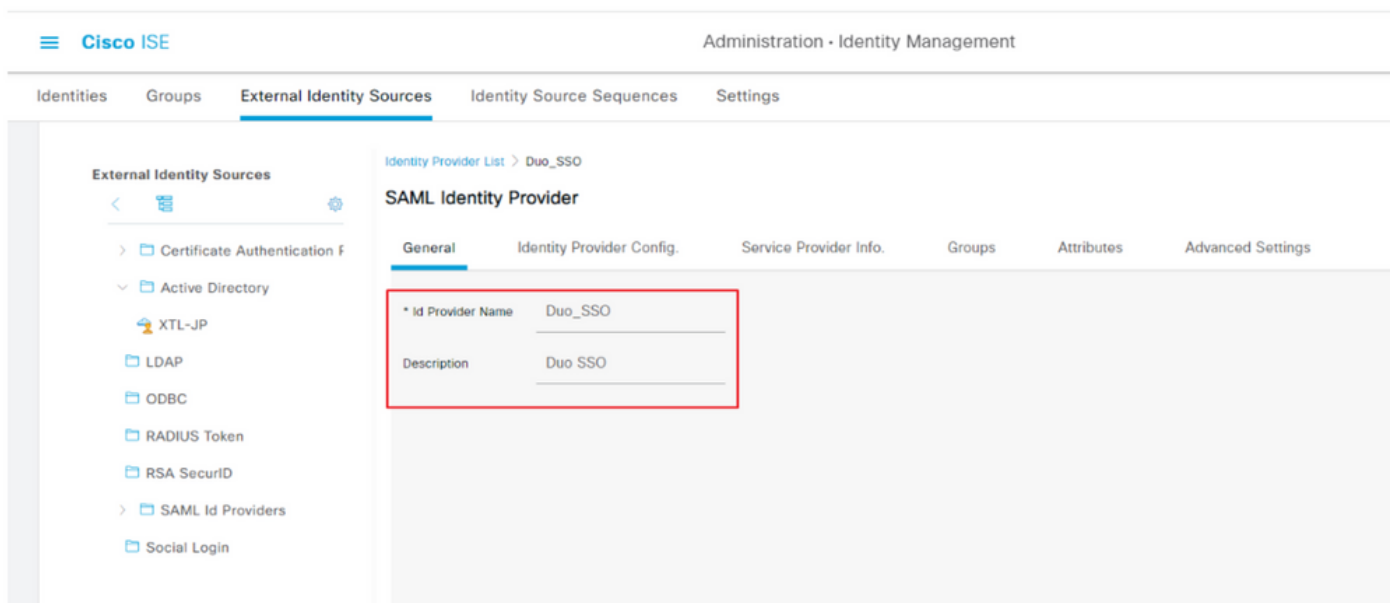 Cisco ISE
Administration · Identity Management
Identities Groups External Identity Sources Identity Source Sequences Settings
External Identity Sources
Certificate Authentication F
Active Directory
XTL-JP
LDAP
ODBC
RADIUS Token
RSA SecurID
SAML Id Providers
Social Login
Identity Provider List > Duo_SSO
SAML Identity Provider
General Identity Provider Config. Service Provider Info. Groups Attributes Advanced Settings
* Id Provider Name Duo_SSO
Description Duo SSO